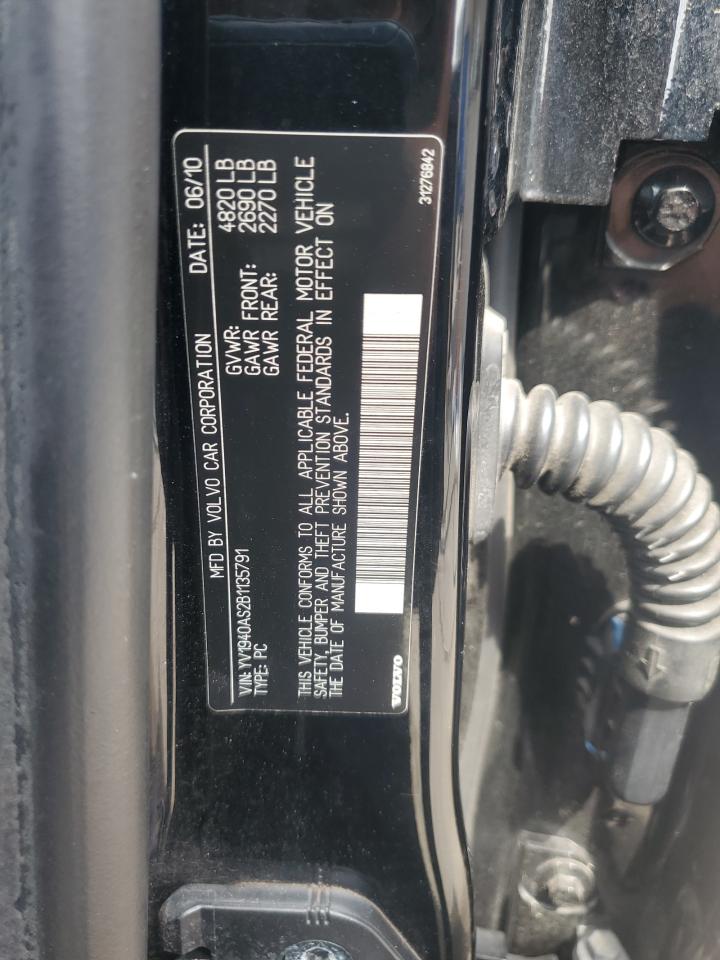 MFD BY VOLVO CAR CORPORATION DATE: 06/10
GVWR: 4820 LB
GAWR FRONT: 2690 LB
GAWR REAR: 2270 LB
VIN: YV1940AS2B1135791
TYPE: PC
THIS VEHICLE CONFORMS TO ALL APPLICABLE FEDERAL MOTOR VEHICLE
SAFETY, BUMPER AND THEFT PREVENTION STANDARDS IN EFFECT ON
THE DATE OF MANUFACTURE SHOWN ABOVE.
VOLVO
31276842